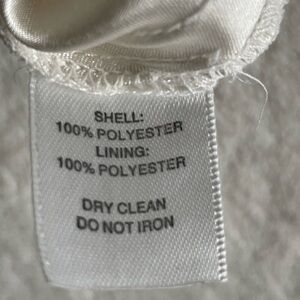 SHELL:
100% POLYESTER
LINING:
100% POLYESTER
DRY CLEAN
DO NOT IRON